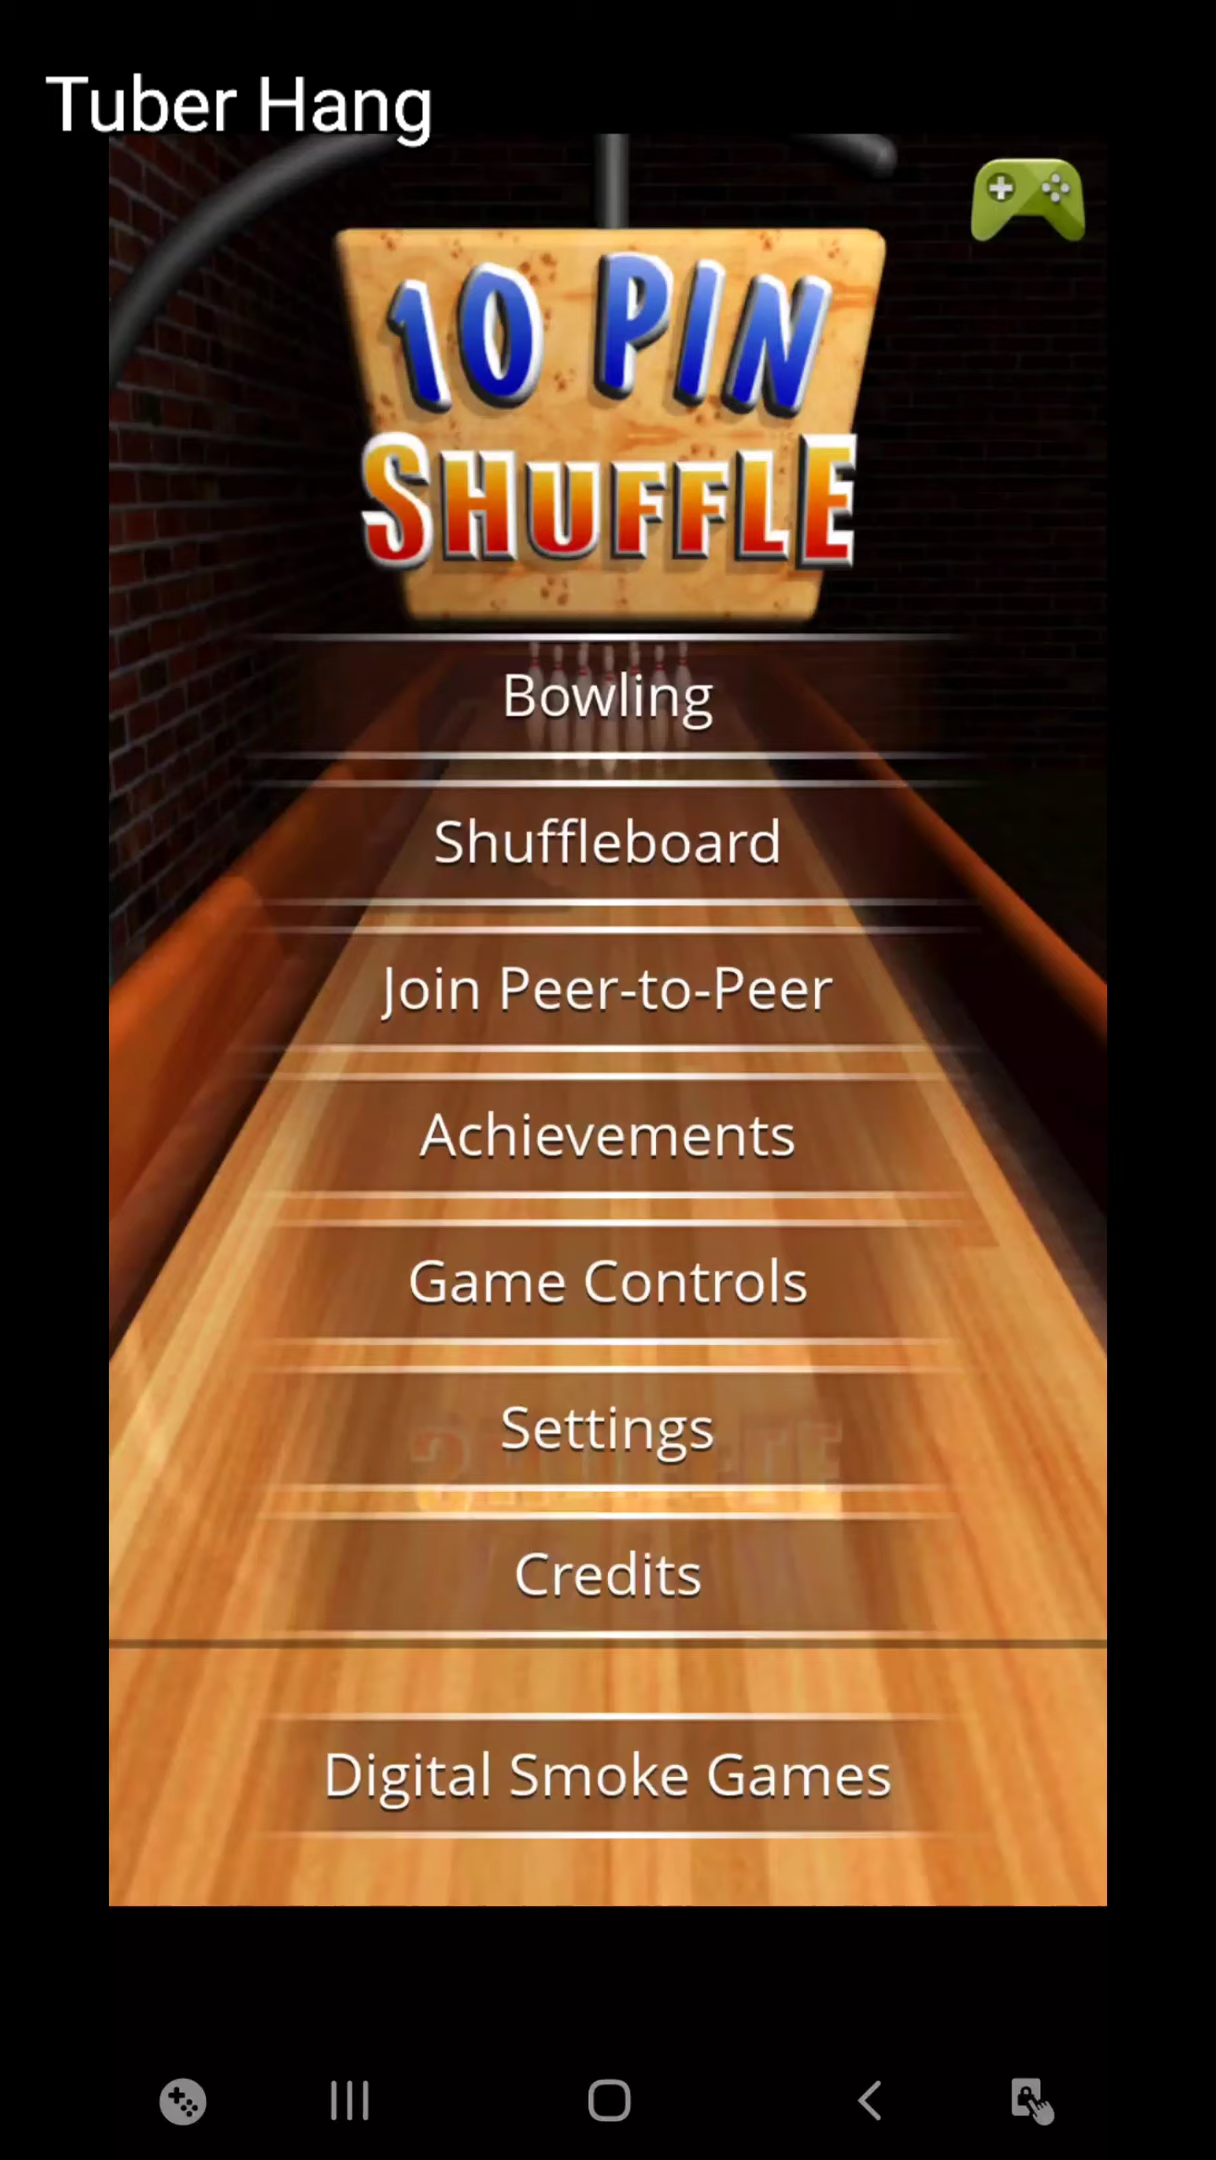 Tuber Hang
10 PIN
SHUFFLE
Bowling
Shuffleboard
Join Peer-to-Peer
Achievements
Game Controls
Settings
Credits
Digital Smoke Games